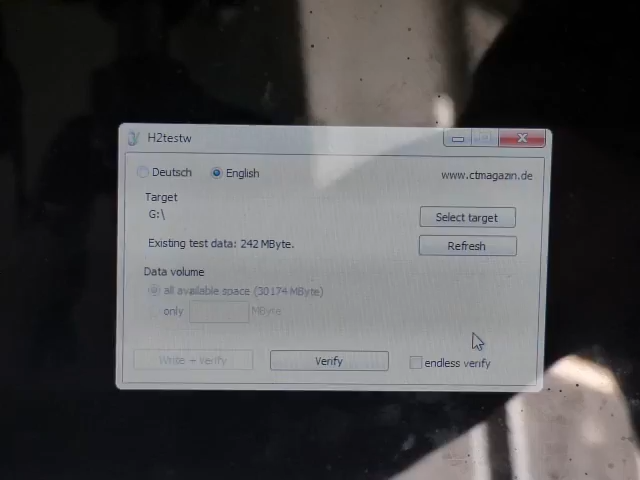 H2testw
Deutsch English www.ctmagazin.de
Target
G:\ Select target
Existing test data: 242 MByte. Refresh
Data volume
all available space (30174 MByte)
only MByte
Write + verify Verify endless verify